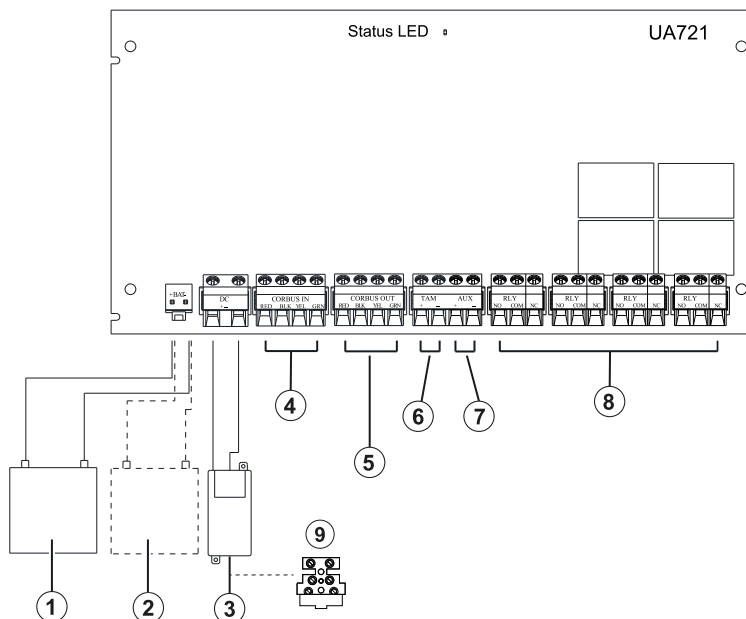 Status LED
UA721
+BAT-
DC
+ -
CORBUS IN
RED BLK YEL GRN
CORBUS OUT
RED BLK YEL GRN
TAM
+ -
AUX
+ -
RLY
NO COM NC
RLY
NO COM NC
RLY
NO COM NC
RLY
NO COM NC
4
5
6
7
8
9
1
2
3